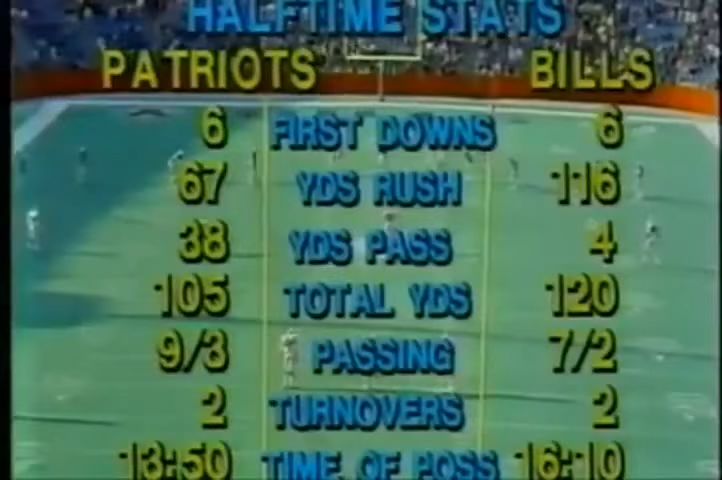 HALFTIME STATS
PATRIOTS BILLS
6 FIRST DOWNS 6
67 YDS RUSH 116
38 YDS PASS 4
105 TOTAL YDS 120
9/3 PASSING 7/2
2 TURNOVERS 2
13:50 TIME OF POSS 16:10